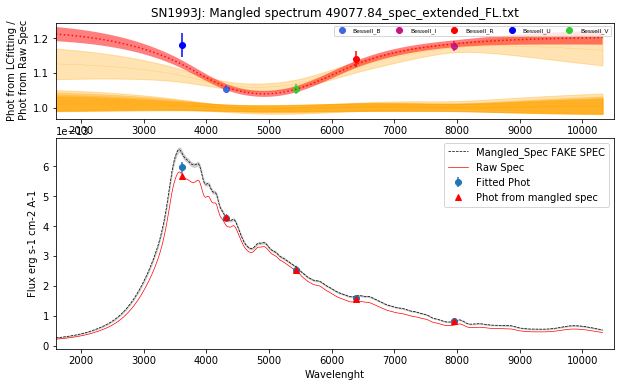 SN1993J: Mangled spectrum 49077.84_spec_extended_FL.txt
Phot from LCfitting /
Phot from Raw Spec
1.2
1.1
1.0
Bessell_B
Bessell_I
Bessell_R
Bessell_U
Bessell_V
2000 3000 4000 5000 6000 7000 8000 9000 10000
1e−13
Flux erg s-1 cm-2 A-1
6
5
4
3
2
1
0
Mangled_Spec FAKE SPEC
Raw Spec
Fitted Phot
Phot from mangled spec
2000 3000 4000 5000 6000 7000 8000 9000 10000
Wavelenght